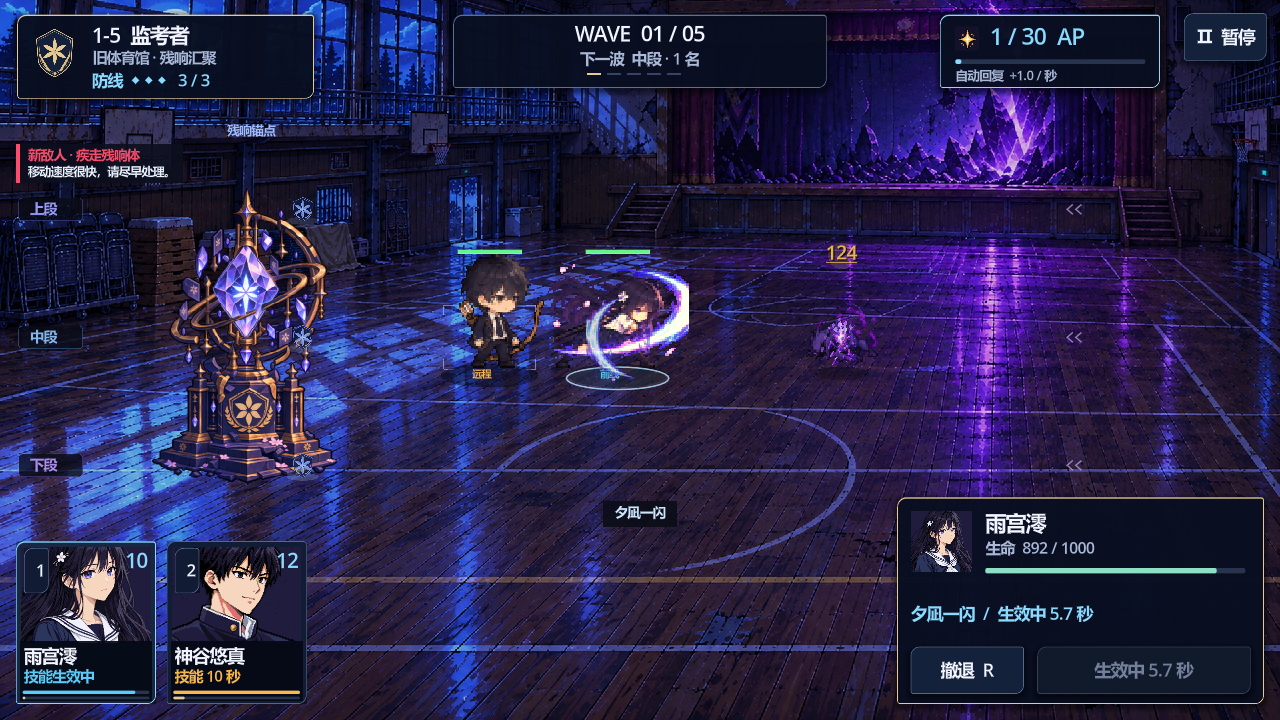 1-5 监考者
旧体育馆 · 残响汇聚
防线 3 / 3
WAVE 01 / 05
下一波 中段 · 1 名
1 / 30 AP
自动回复 +1.0 / 秒
暂停
残响锚点
新敌人 · 疾走残响体
移动速度很快，请尽早处理。
上段
中段
下段
124
远程
夕凪一闪
1
10
雨宫澪
技能生效中
2
12
神谷悠真
技能 10 秒
雨宫澪
生命 892 / 1000
夕凪一闪 / 生效中 5.7 秒
撤退 R
生效中 5.7 秒